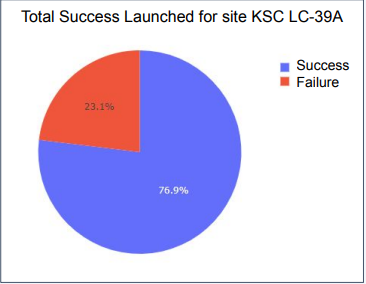 Total Success Launched for site KSC LC-39A
Success
Failure
23.1%
76.9%